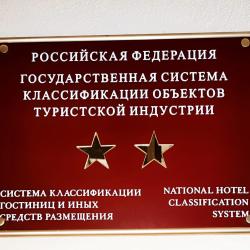 РОССИЙСКАЯ ФЕДЕРАЦИЯ
ГОСУДАРСТВЕННАЯ СИСТЕМА
КЛАССИФИКАЦИИ ОБЪЕКТОВ
ТУРИСТСКОЙ ИНДУСТРИИ
СИСТЕМА КЛАССИФИКАЦИИ
ГОСТИНИЦ И ИНЫХ
СРЕДСТВ РАЗМЕЩЕНИЯ
NATIONAL HOTEL
CLASSIFICATION
SYSTEM